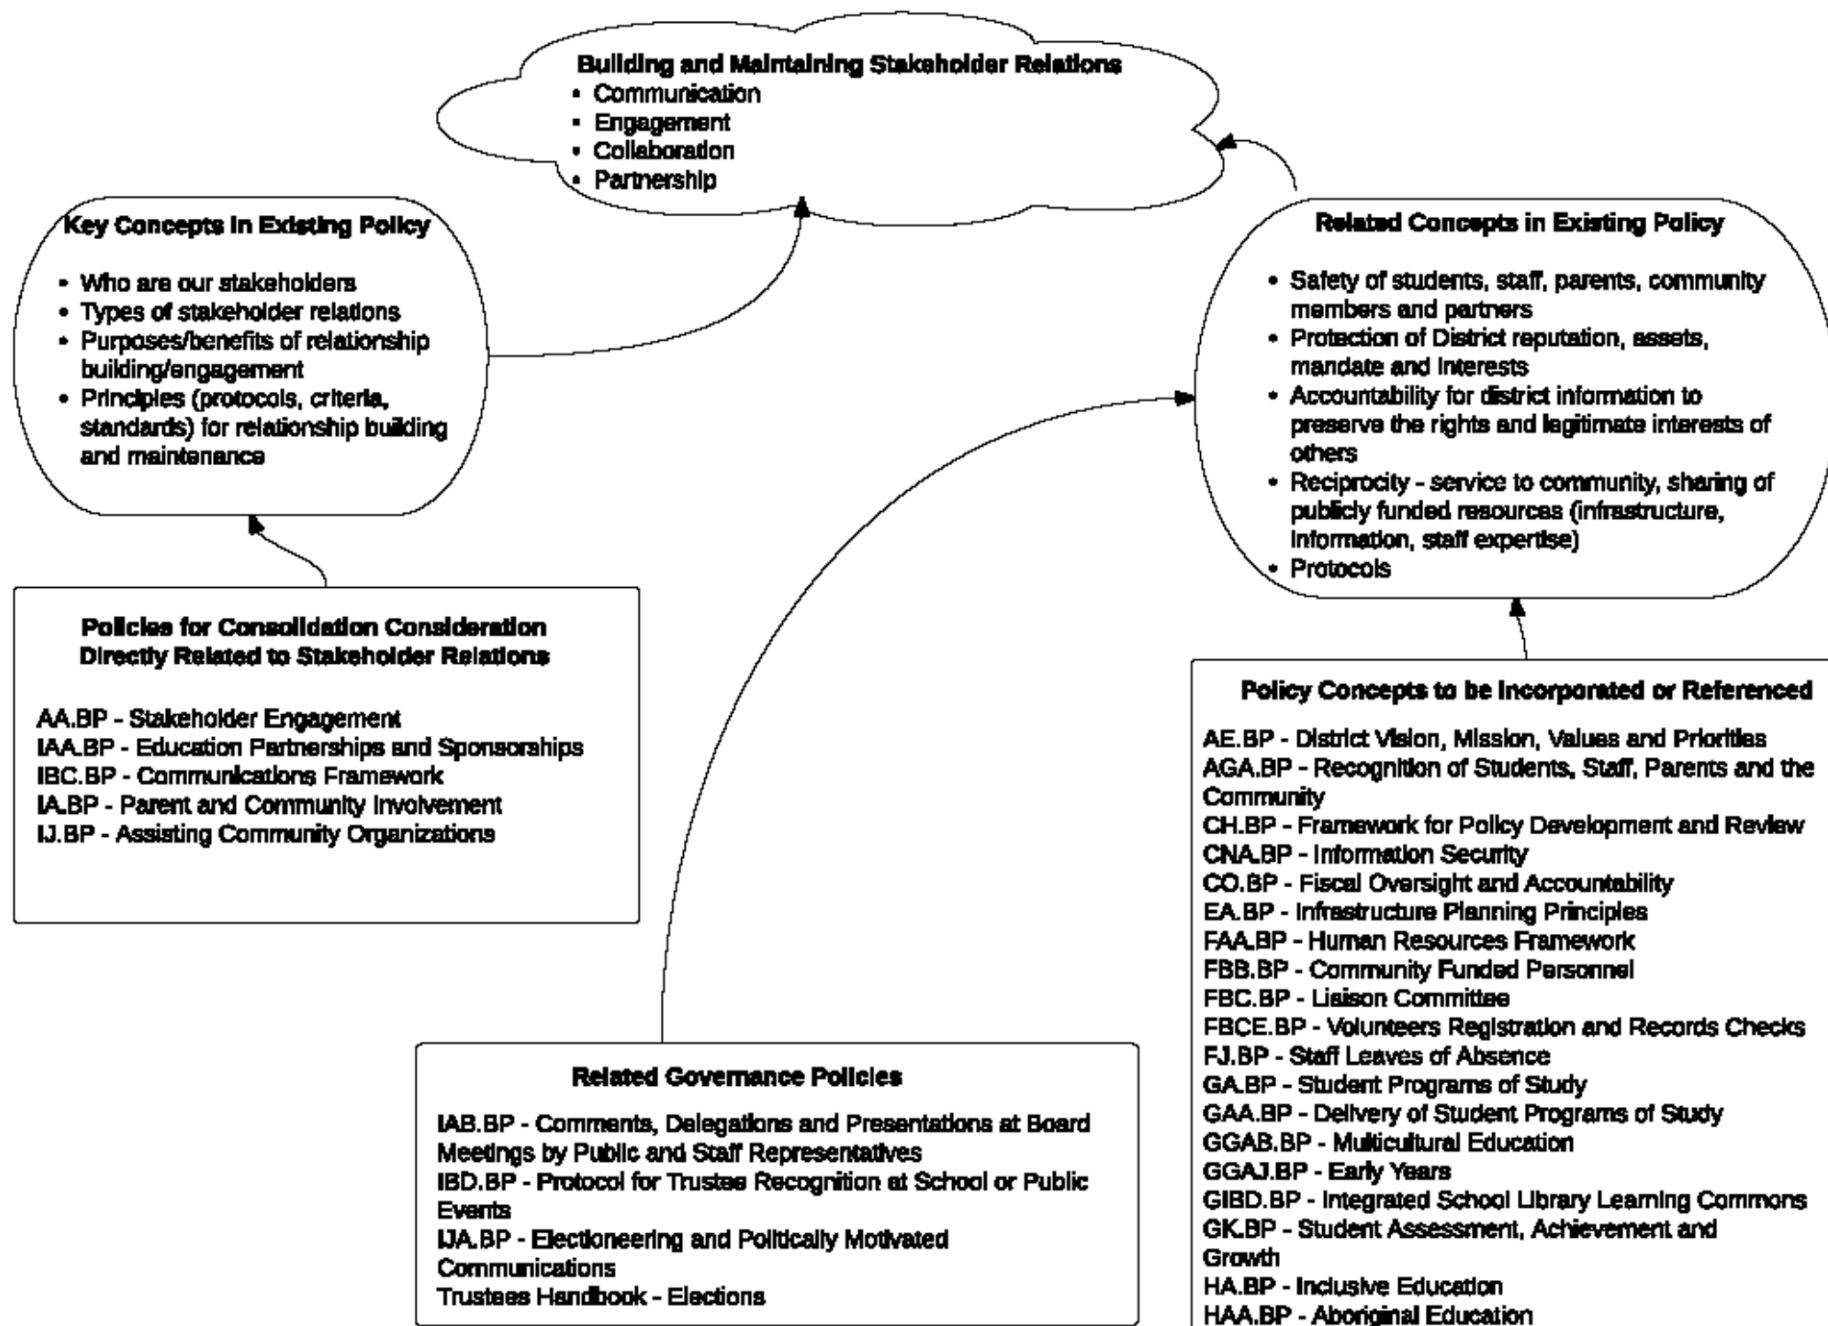 Building and Maintaining Stakeholder Relations
• Communication
• Engagement
• Collaboration
• Partnership
Key Concepts in Existing Policy
• Who are our stakeholders
• Types of stakeholder relations
• Purposes/benefits of relationship
building/engagement
• Principles (protocols, criteria,
standards) for relationship building
and maintenance
Related Concepts in Existing Policy
• Safety of students, staff, parents, community
members and partners
• Protection of District reputation, assets,
mandate and interests
• Accountability for district information to
preserve the rights and legitimate interests of
others
• Reciprocity - service to community, sharing of
publicly funded resources (infrastructure,
information, staff expertise)
• Protocols
Policies for Consolidation Consideration
Directly Related to Stakeholder Relations
AA.BP - Stakeholder Engagement
IAA.BP - Education Partnerships and Sponsorships
IBC.BP - Communications Framework
IA.BP - Parent and Community Involvement
IJ.BP - Assisting Community Organizations
Related Governance Policies
IAB.BP - Comments, Delegations and Presentations at Board
Meetings by Public and Staff Representatives
IBD.BP - Protocol for Trustee Recognition at School or Public
Events
IJA.BP - Electioneering and Politically Motivated
Communications
Trustees Handbook - Elections
Policy Concepts to be Incorporated or Referenced
AE.BP - District Vision, Mission, Values and Priorities
AGA.BP - Recognition of Students, Staff, Parents and the
Community
CH.BP - Framework for Policy Development and Review
CNA.BP - Information Security
CO.BP - Fiscal Oversight and Accountability
EA.BP - Infrastructure Planning Principles
FAA.BP - Human Resources Framework
FBB.BP - Community Funded Personnel
FBC.BP - Liaison Committee
FBCE.BP - Volunteers Registration and Records Checks
FJ.BP - Staff Leaves of Absence
GA.BP - Student Programs of Study
GAA.BP - Delivery of Student Programs of Study
GGAB.BP - Multicultural Education
GGAJ.BP - Early Years
GIBD.BP - Integrated School Library Learning Commons
GK.BP - Student Assessment, Achievement and
Growth
HA.BP - Inclusive Education
HAA.BP - Aboriginal Education